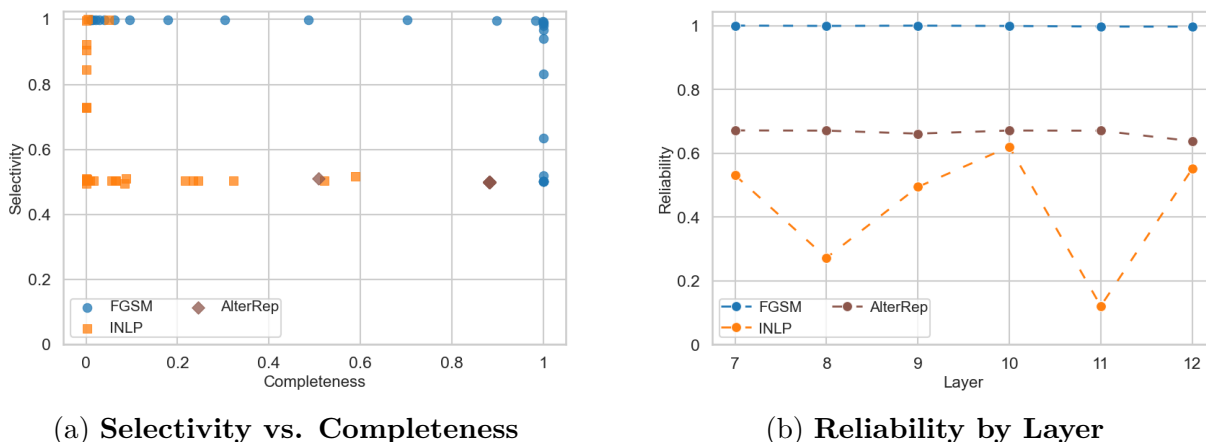 1
0.8
0.6
0.4
0.2
0
Selectivity
FGSM
INLP
AlterRep
0 0.2 0.4 0.6 0.8 1
Completeness
(a) Selectivity vs. Completeness
1
0.8
0.6
0.4
0.2
0
Reliability
FGSM
INLP
AlterRep
7 8 9 10 11 12
Layer
(b) Reliability by Layer